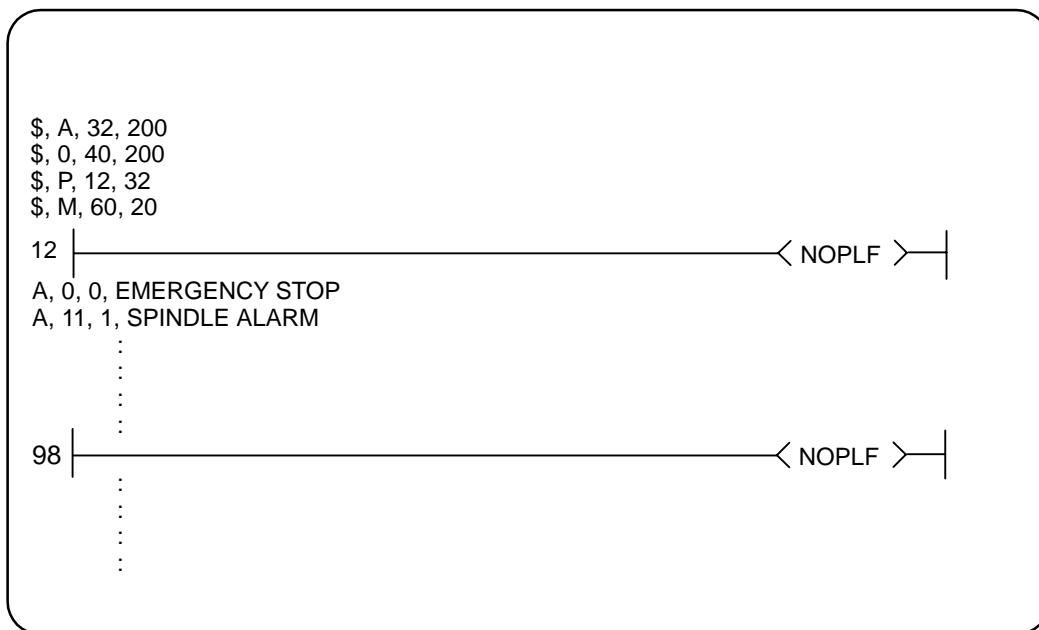 $, A, 32, 200
$, 0, 40, 200
$, P, 12, 32
$, M, 60, 20
12 NOPLF
A, 0, 0, EMERGENCY STOP
A, 11, 1, SPINDLE ALARM
98 NOPLF